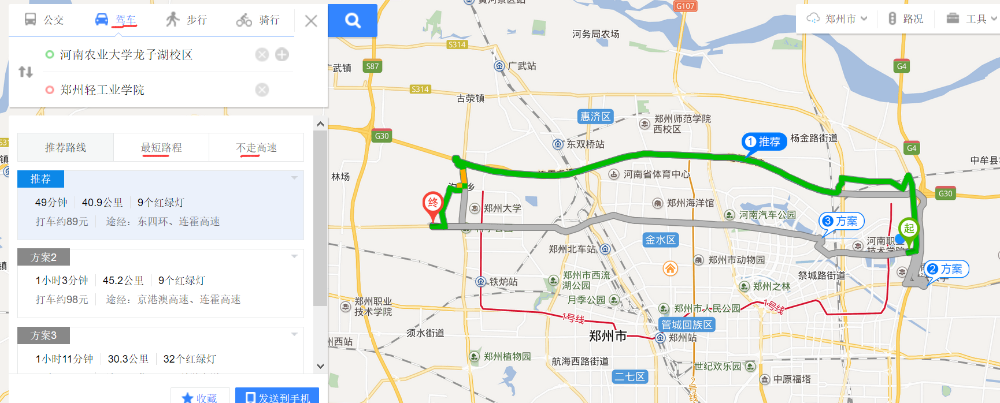 公交
驾车
步行
骑行
河南农业大学龙子湖校区
郑州轻工业学院
推荐路线
最短路程
不走高速
推荐
49分钟
40.9公里
9个红绿灯
打车约89元
途经：东四环、连霍高速
方案2
1小时3分钟
45.2公里
9个红绿灯
打车约98元
途经：京港澳高速、连霍高速
方案3
1小时11分钟
30.3公里
32个红绿灯
收藏
发送到手机
郑州市
路况
工具
G107
河务局农场
S314
广武镇
S87
广武站
G4
S314
古荥镇
惠济区
郑州师范学院
西校区
G30
东双桥站
1 推荐
杨金路街道
G4
中牟县
林场
河南省体育中心
乡
G30
终
郑州大学
郑州海洋馆
河南汽车公园
3 方案
起
金水区
河南职业
技术学院
郑州北车站
郑州市动物园
2 方案
祭城路街道
铁炉站
郑州市西流
湖公园
郑州之林
月季公园
郑州职业
技术学院
郑州市人民公园
1号线
1号线
管城回族区
须水街道
郑州市
郑州站
州西站
郑州植物园
航海西路街道
世纪欢乐园
二七区
中原福塔
2号线